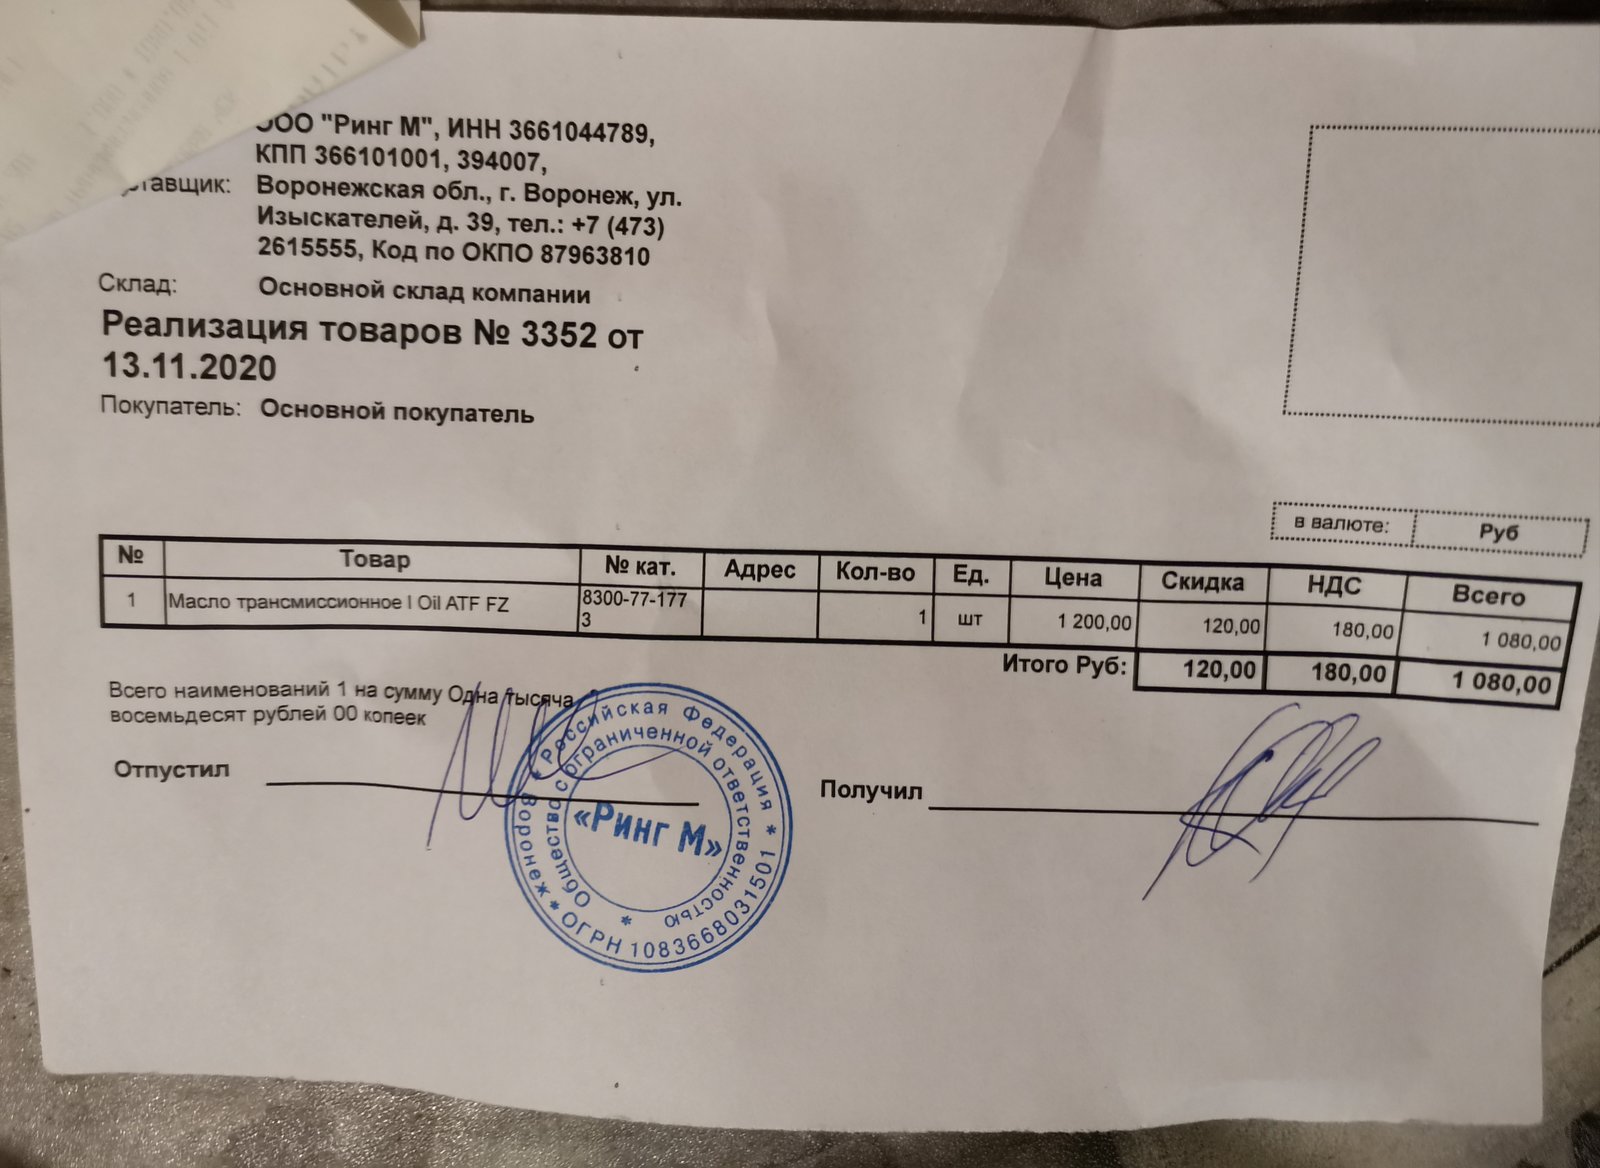 ООО "Ринг М", ИНН 3661044789,
КПП 366101001, 394007,
Воронежская обл., г. Воронеж, ул.
Изыскателей, д. 39, тел.: +7 (473)
2615555, Код по ОКПО 87963810
Склад: Основной склад компании
Реализация товаров № 3352 от
13.11.2020
Покупатель: Основной покупатель
в валюте: Руб
№ Товар № кат. Адрес Кол-во Ед. Цена Скидка НДС Всего
1 Масло трансмиссионное I Oil ATF FZ 8300-77-177 1 шт 1 200,00 120,00 180,00 1 080,00
3
Итого Руб: 120,00 180,00 1 080,00
Всего наименований 1 на сумму Одна тысяча
восемьдесят рублей 00 копеек
Отпустил
Получил
Российская Федерация * Воронеж * ОГРН 1083668031501 *
Общество с ограниченной ответственностью *
«Ринг М»